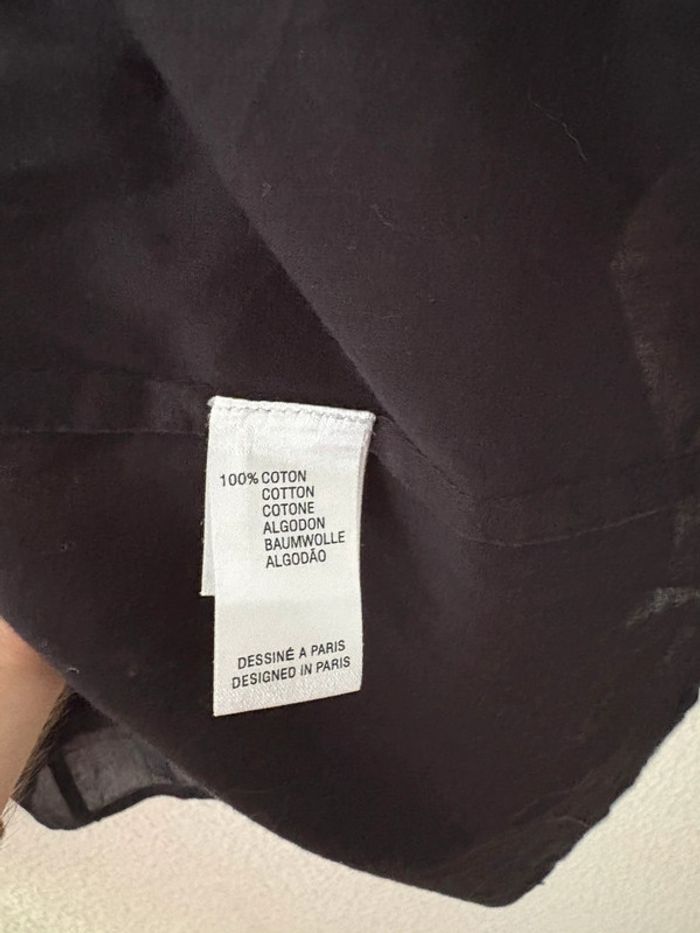 100% COTON
COTTON
COTONE
ALGODON
BAUMWOLLE
ALGODÃO
DESSINÉ A PARIS
DESIGNED IN PARIS